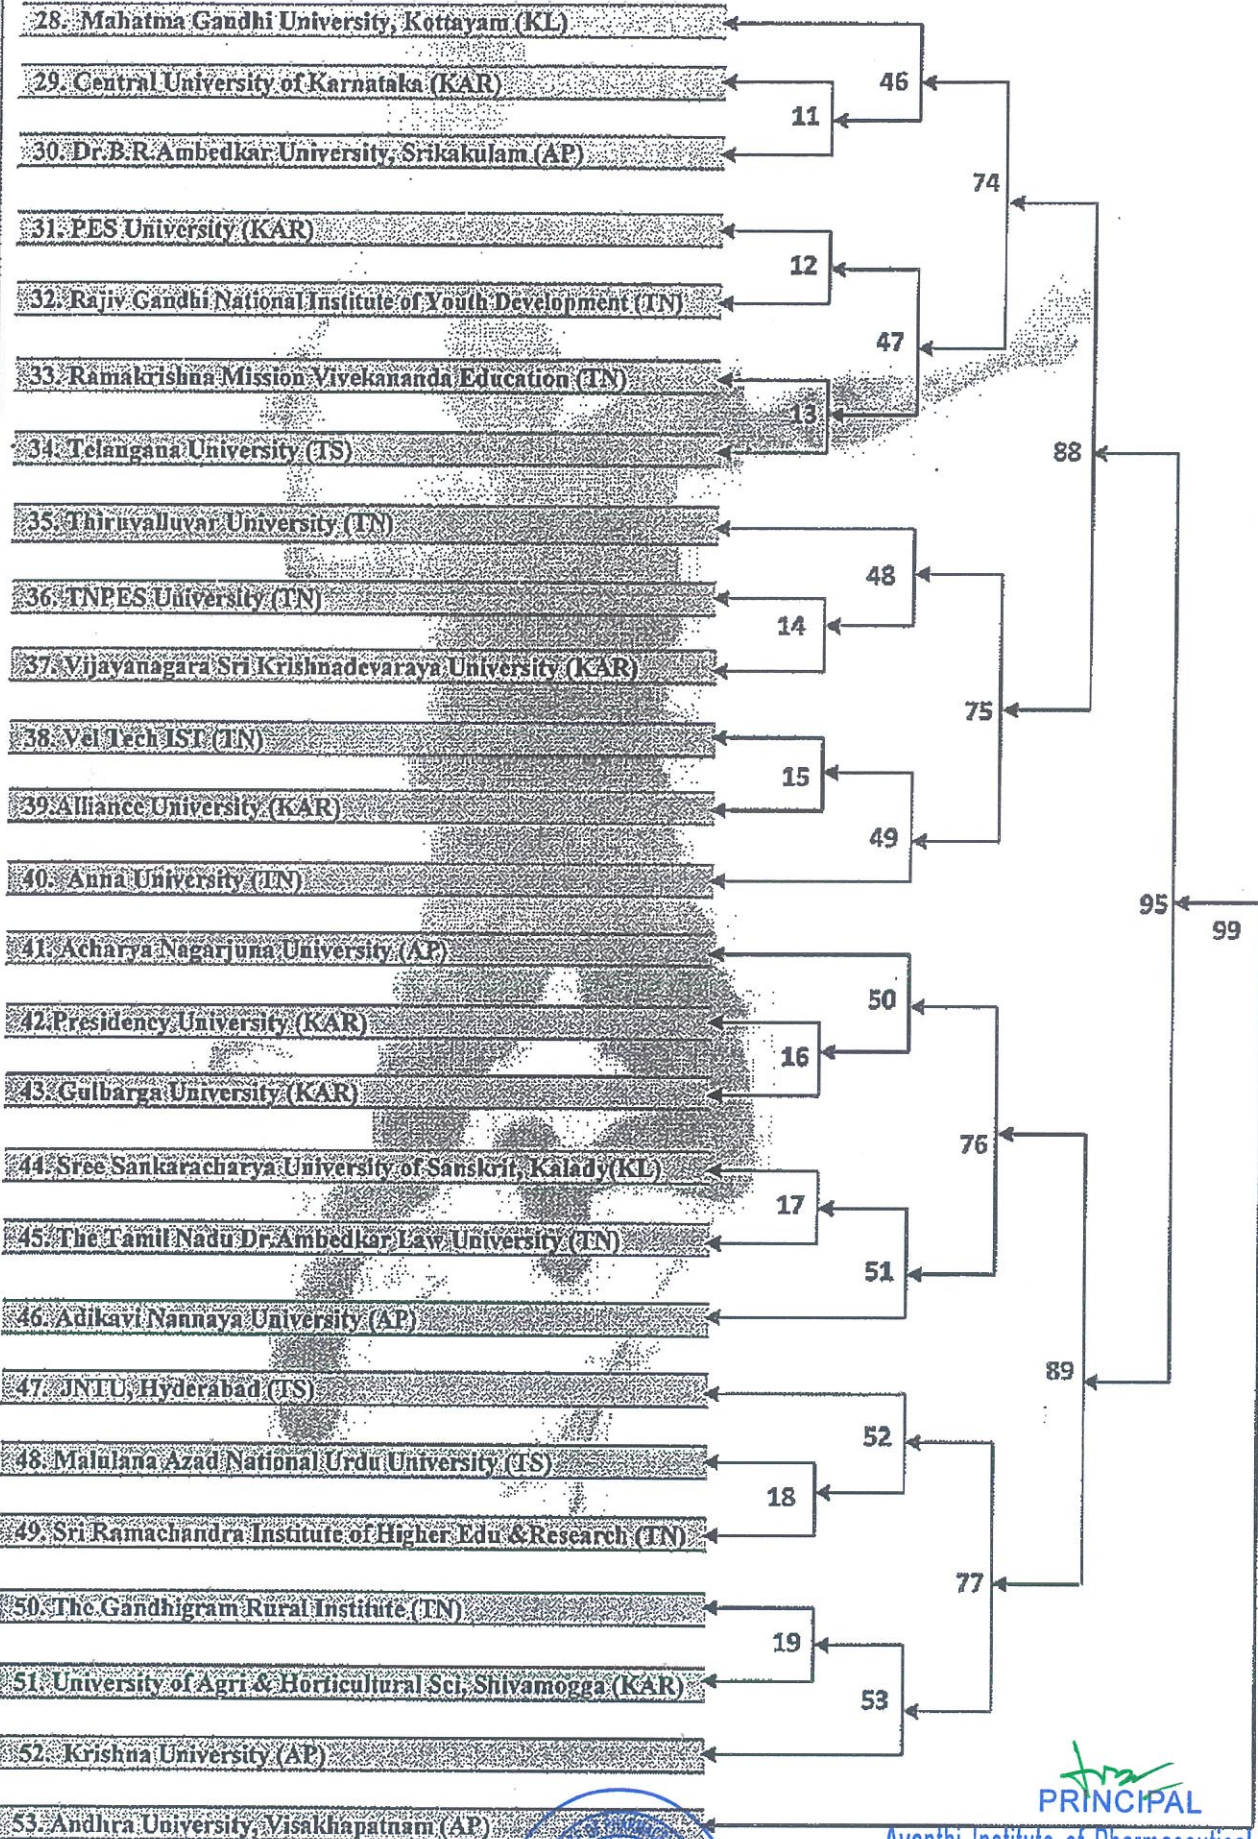 28. Mahatma Gandhi University, Kottayam (KL)
29. Central University of Karnataka (KAR)
46
11
30. Dr.B.R.Ambedkar University, Srikakulam (AP)
74
31. PES University (KAR)
12
32. Rajiv Gandhi National Institute of Youth Development (TN)
47
33. Ramakrishna Mission Vivekananda Education (TN)
13
34. Telangana University (TS)
88
35. Thiruvalluvar University (TN)
48
36. TNPES University (TN)
14
37. Vijayanagara Sri Krishnadevaraya University (KAR)
75
38. Vel Tech IST (TN)
15
39.Alliance University (KAR)
49
40. Anna University (TN)
95
99
41. Acharya Nagarjuna University (AP)
50
42.Presidency University (KAR)
16
43. Gulbarga University (KAR)
76
44. Sree Sankaracharya University of Sanskrit, Kalady(KL)
17
45. The Tamil Nadu Dr.Ambedkar Law University (TN)
51
46. Adikavi Nannaya University (AP)
89
47. JNTU, Hyderabad (TS)
52
48. Malulana Azad National Urdu University (TS)
18
49. Sri Ramachandra Institute of Higher Edu &Research (TN)
77
50. The Gandhigram Rural Institute (TN)
19
51. University of Agri & Horticultural Sci, Shivamogga (KAR)
53
52. Krishna University (AP)
PRINCIPAL
53. Andhra University, Visakhapatnam (AP)
Avanthi Institute of Pharmaceutical